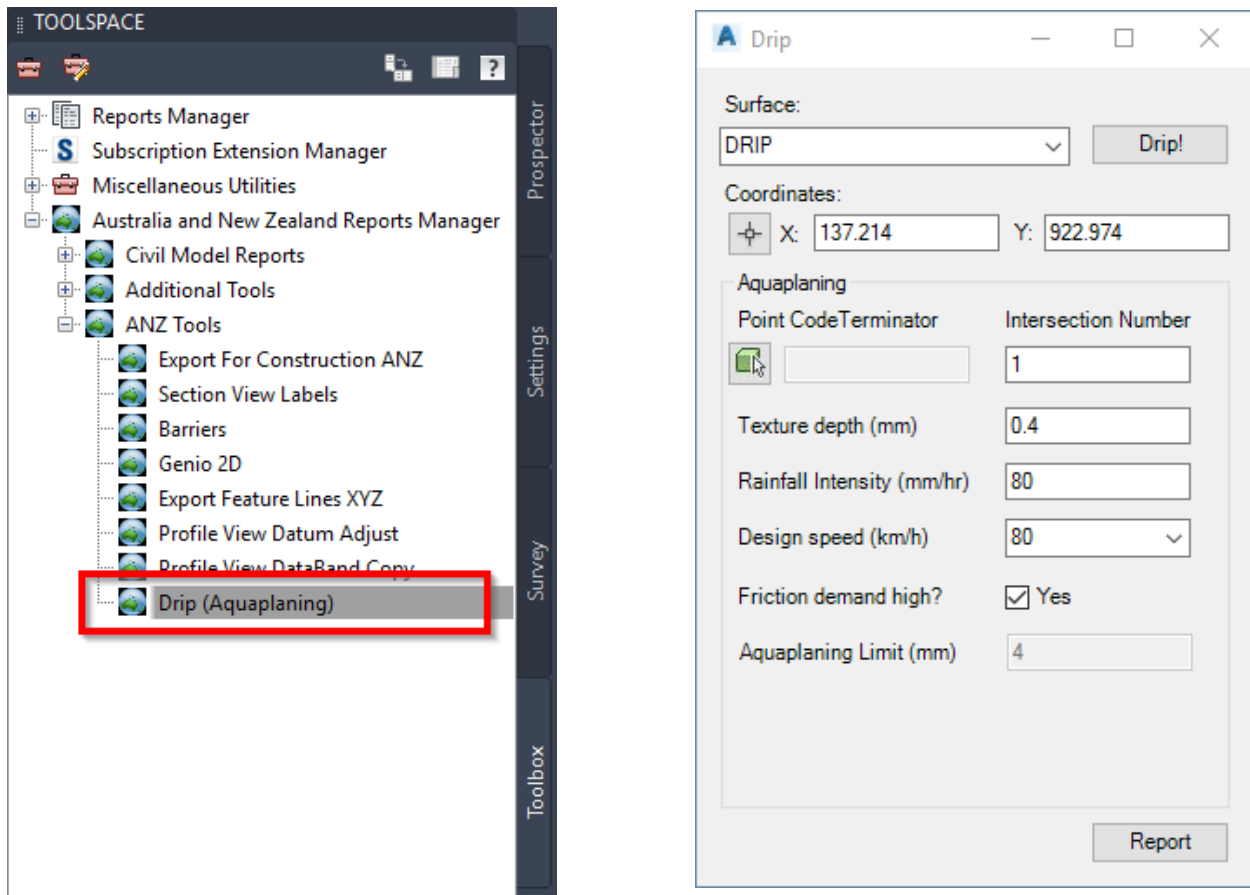 TOOLSPACE
Reports Manager
Subscription Extension Manager
Miscellaneous Utilities
Australia and New Zealand Reports Manager
Civil Model Reports
Additional Tools
ANZ Tools
Export For Construction ANZ
Section View Labels
Barriers
Genio 2D
Export Feature Lines XYZ
Profile View Datum Adjust
Profile View DataBand Copy
Drip (Aquaplaning)
Prospector
Settings
Survey
Toolbox
Drip
Surface:
DRIP
Drip!
Coordinates:
X: 137.214 Y: 922.974
Aquaplaning
Point CodeTerminator Intersection Number
1
Texture depth (mm) 0.4
Rainfall Intensity (mm/hr) 80
Design speed (km/h) 80
Friction demand high? Yes
Aquaplaning Limit (mm) 4
Report